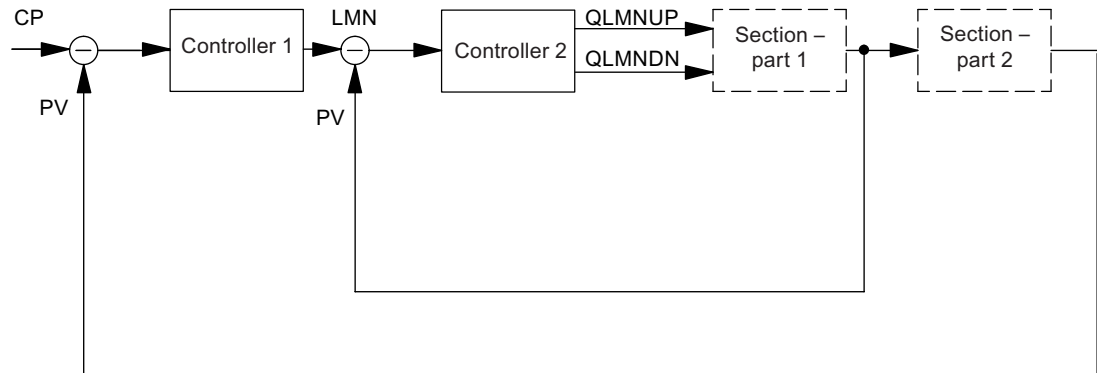 CP
LMN
QLMNUP
Controller 1
Controller 2
Section –
part 1
Section –
part 2
QLMNDN
PV
PV